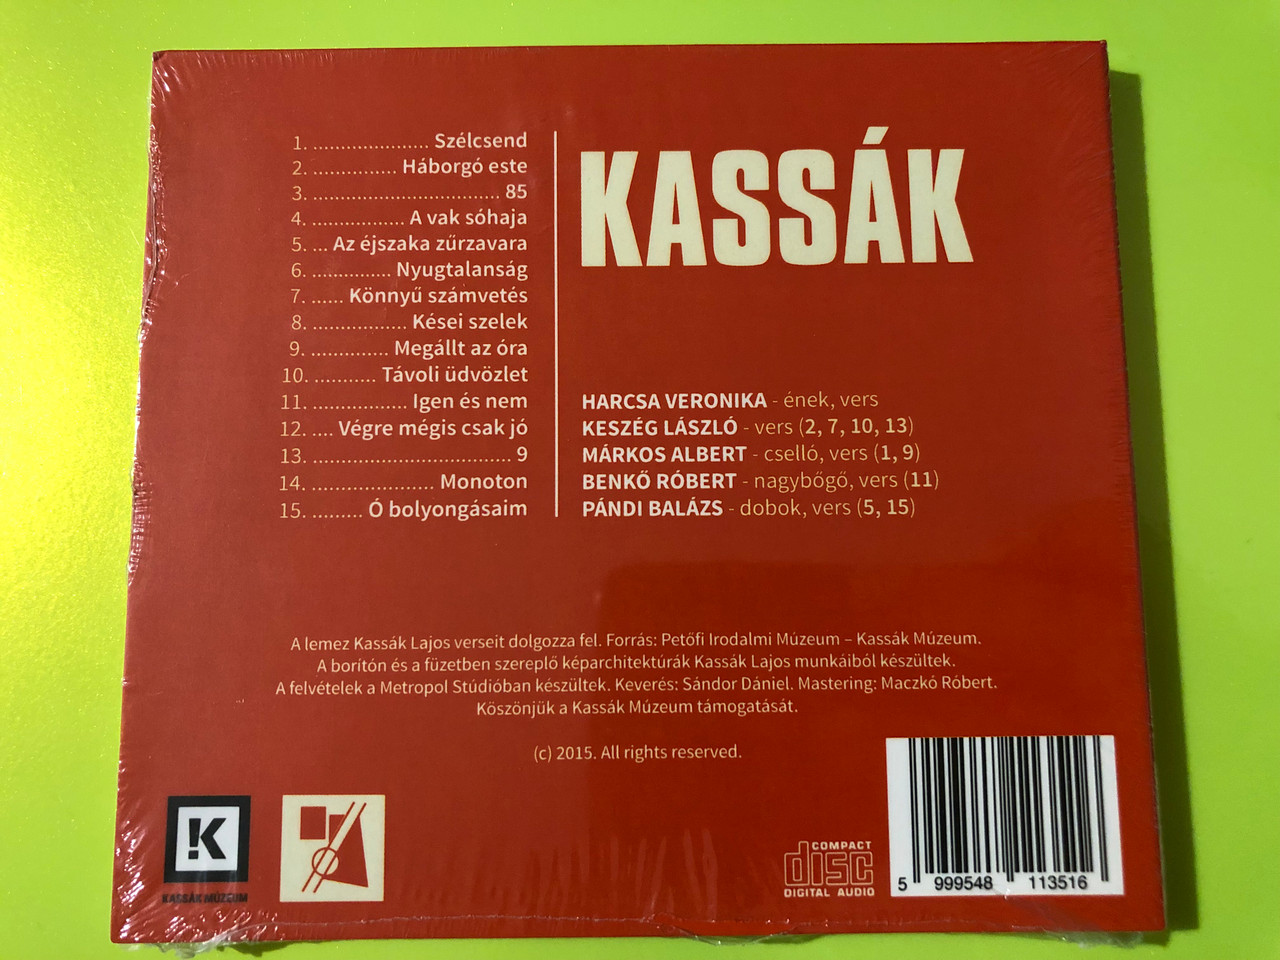 1. ...................... Szélcsend
2. ................ Háborgó este
3. ................................... 85
4. .................... A vak sóhaja
5. ... Az éjszaka zűrzavara
6. ............... Nyugtalanság
7. ...... Könnyű számvetés
8. .................. Kései szelek
9. ............... Megállt az óra
10. ............ Távoli üdvözlet
11. .................. Igen és nem
12. .... Végre mégis csak jó
13. ...................................... 9
14. ....................... Monoton
15. ......... Ó bolyongásaim
KASSÁK
HARCSA VERONIKA - ének, vers
KESZÉG LÁSZLÓ - vers (2, 7, 10, 13)
MÁRKOS ALBERT - cselló, vers (1, 9)
BENKŐ RÓBERT - nagybőgő, vers (11)
PÁNDI BALÁZS - dobok, vers (5, 15)
A lemez Kassák Lajos verseit dolgozza fel. Forrás: Petőfi Irodalmi Múzeum – Kassák Múzeum.
A borítón és a füzetben szereplő képarchitektúrák Kassák Lajos munkáiból készültek.
A felvételek a Metropol Stúdióban készültek. Keverés: Sándor Dániel. Mastering: Maczkó Róbert.
Köszönjük a Kassák Múzeum támogatását.
(c) 2015. All rights reserved.
!K
KASSÁK MÚZEUM
COMPACT
disc
DIGITAL AUDIO
5 999548 113516